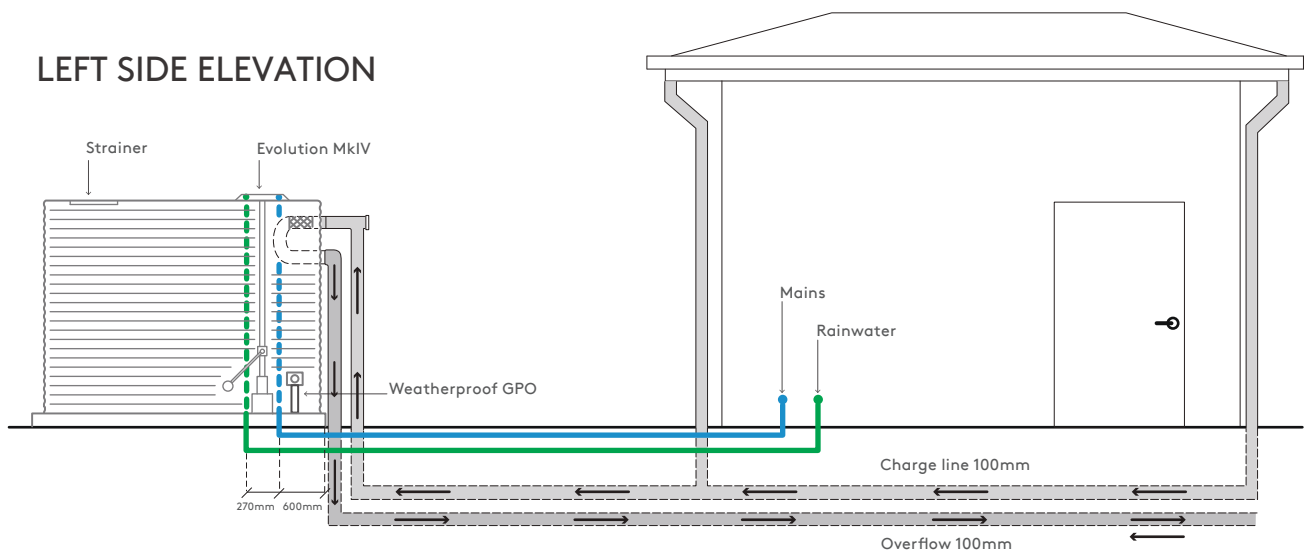 LEFT SIDE ELEVATION
Strainer
Evolution MkIV
Mains
Rainwater
Weatherproof GPO
Charge line 100mm
270mm
600mm
Overflow 100mm